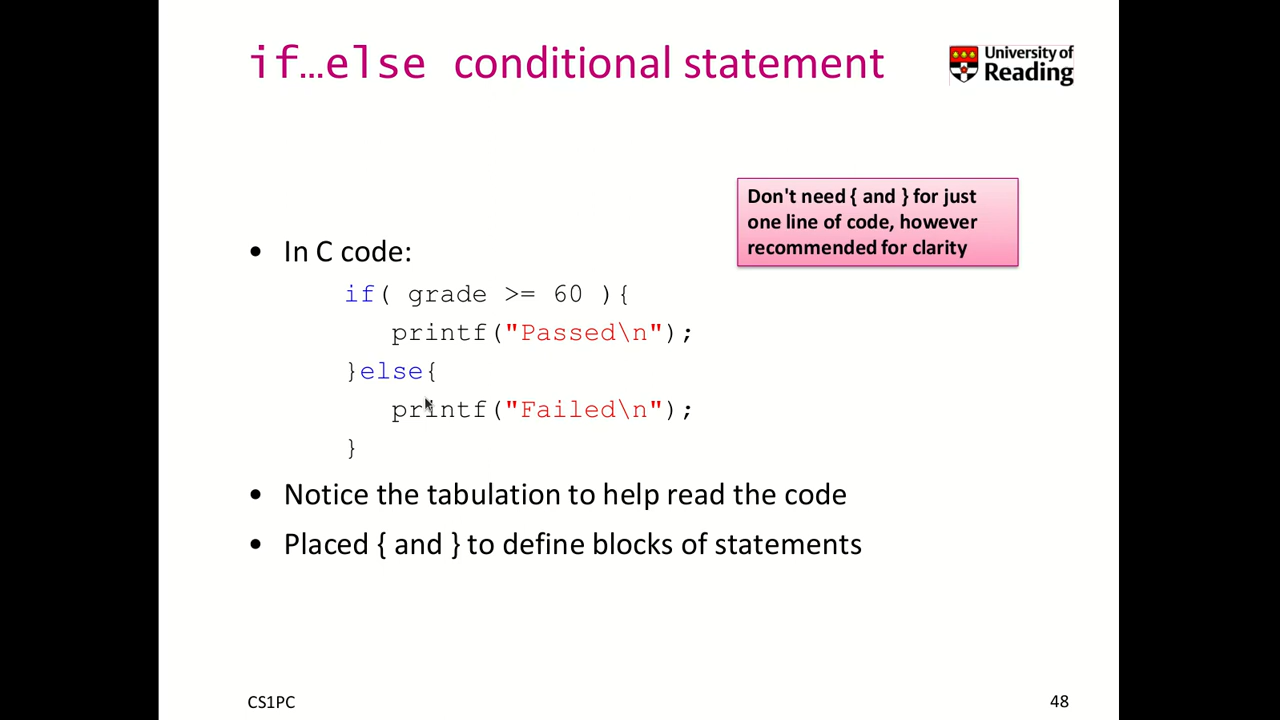 if…else conditional statement
University of
Reading
Don't need { and } for just
one line of code, however
recommended for clarity
• In C code:
if( grade >= 60 ){
printf("Passed\n");
}else{
printf("Failed\n");
}
• Notice the tabulation to help read the code
• Placed { and } to define blocks of statements
CS1PC
48